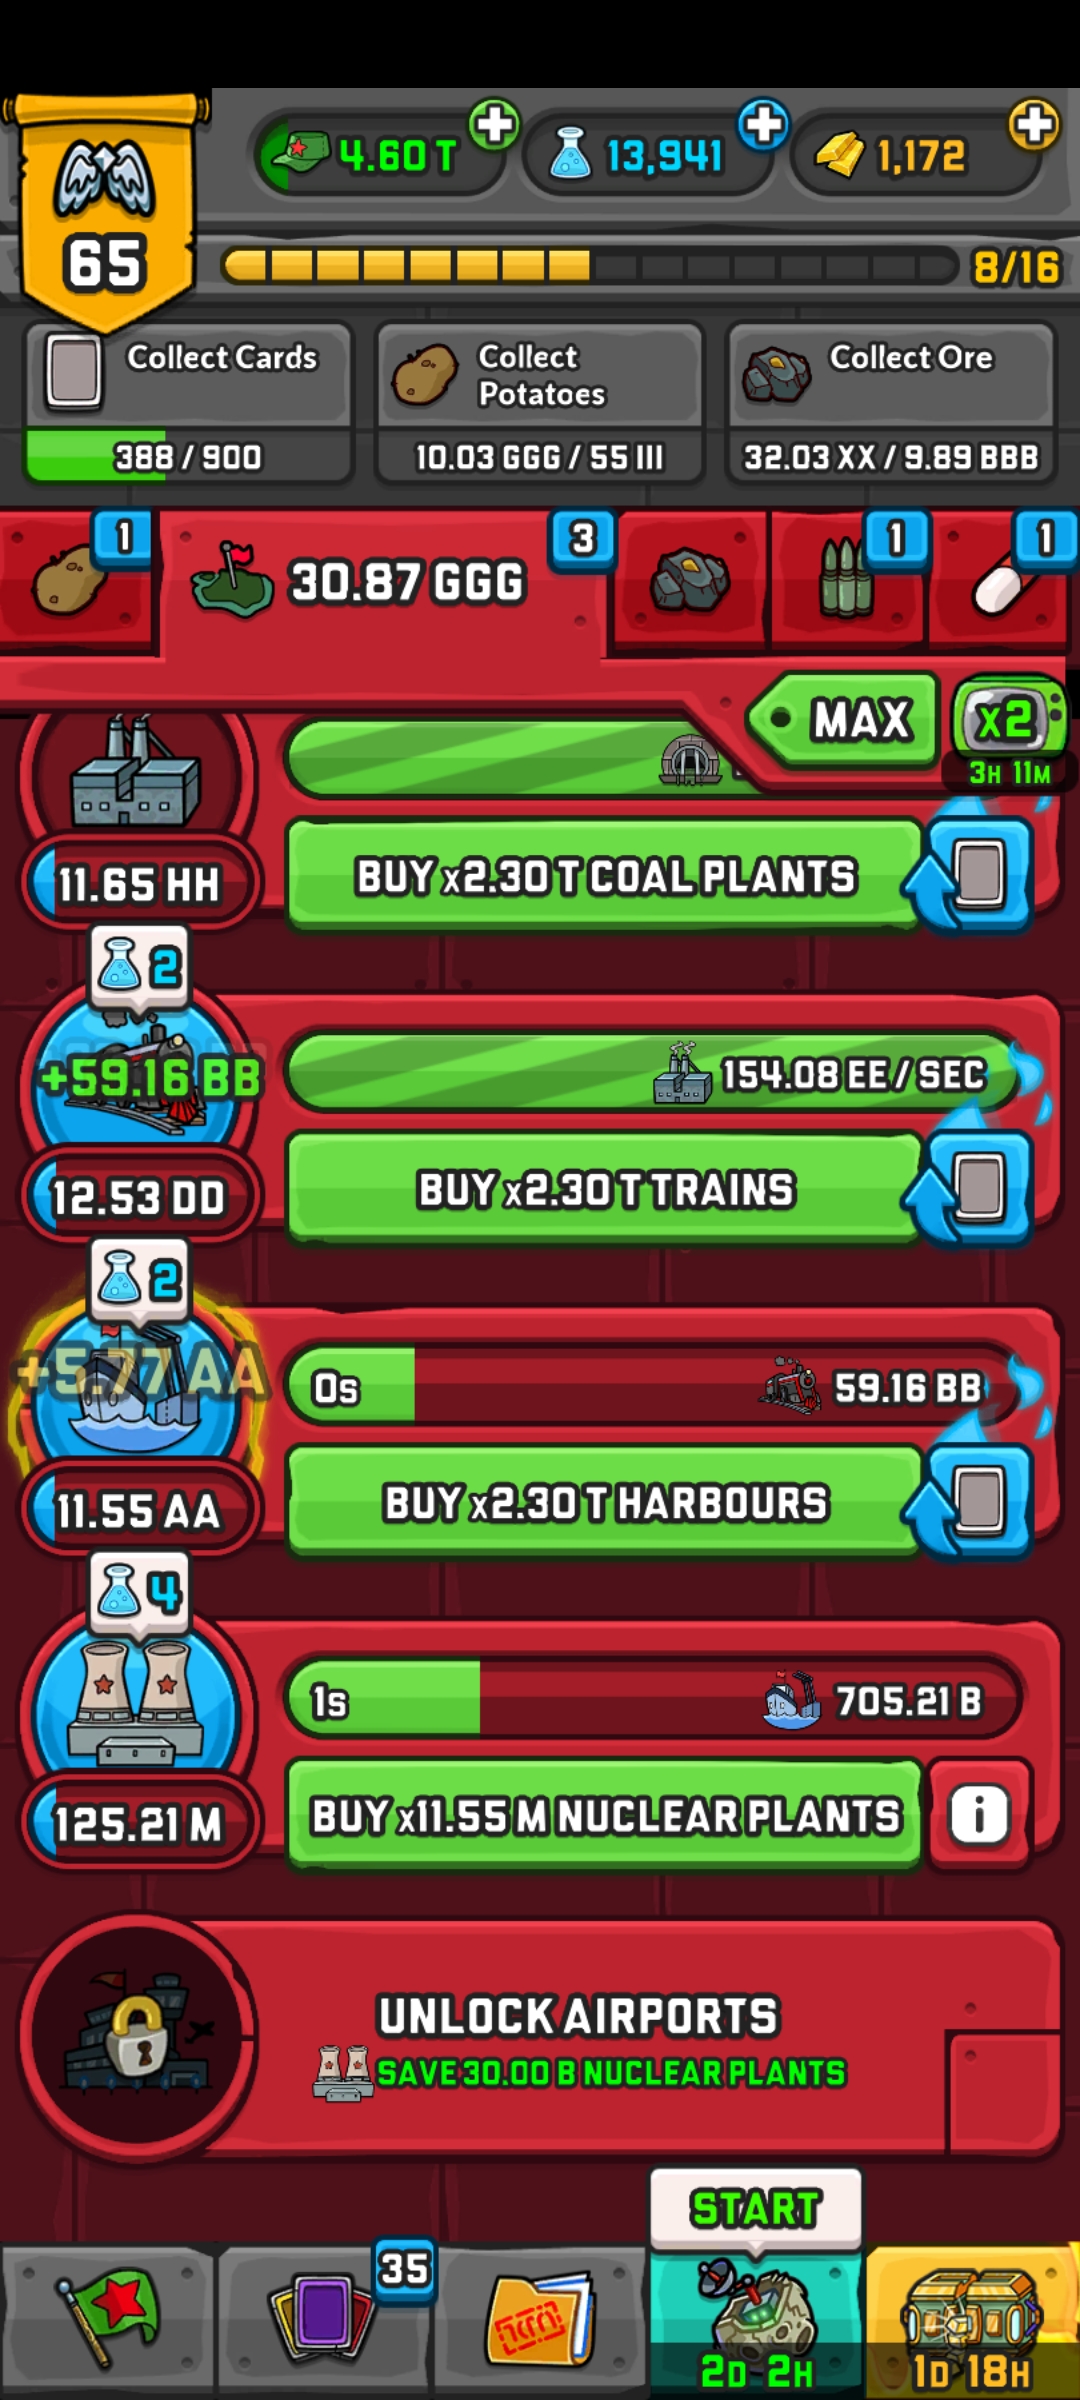 4.60 T
13,941
1,172
65
8/16
Collect Cards
388 / 900
Collect
Potatoes
10.03 GGG / 55 III
Collect Ore
32.03 XX / 9.89 BBB
1
30.87 GGG
3
1
1
MAX
x2
3H 11M
BUY x2.30 T COAL PLANTS
11.65 HH
2
+59.16 BB
154.08 EE / SEC
BUY x2.30 T TRAINS
12.53 DD
2
+5.77 AA
0s
59.16 BB
BUY x2.30 T HARBOURS
11.55 AA
4
1s
705.21 B
BUY x11.55 M NUCLEAR PLANTS
i
125.21 M
UNLOCK AIRPORTS
SAVE 30.00 B NUCLEAR PLANTS
START
35
2D 2H
1D 18H